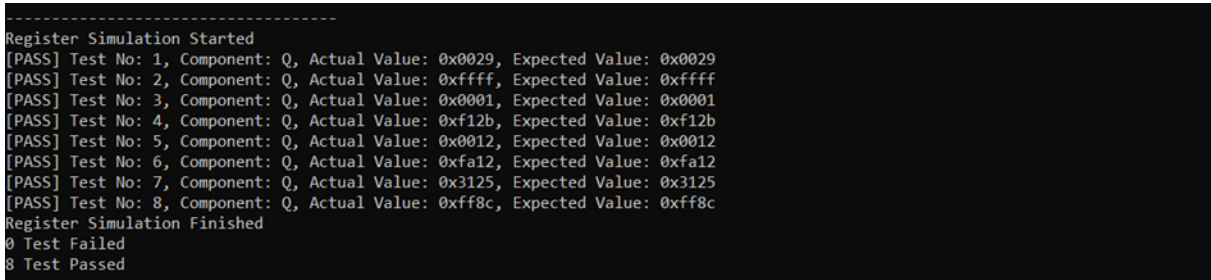 ------------------------------------
Register Simulation Started
[PASS] Test No: 1, Component: Q, Actual Value: 0x0029, Expected Value: 0x0029
[PASS] Test No: 2, Component: Q, Actual Value: 0xffff, Expected Value: 0xffff
[PASS] Test No: 3, Component: Q, Actual Value: 0x0001, Expected Value: 0x0001
[PASS] Test No: 4, Component: Q, Actual Value: 0xf12b, Expected Value: 0xf12b
[PASS] Test No: 5, Component: Q, Actual Value: 0x0012, Expected Value: 0x0012
[PASS] Test No: 6, Component: Q, Actual Value: 0xfa12, Expected Value: 0xfa12
[PASS] Test No: 7, Component: Q, Actual Value: 0x3125, Expected Value: 0x3125
[PASS] Test No: 8, Component: Q, Actual Value: 0xff8c, Expected Value: 0xff8c
Register Simulation Finished
0 Test Failed
8 Test Passed